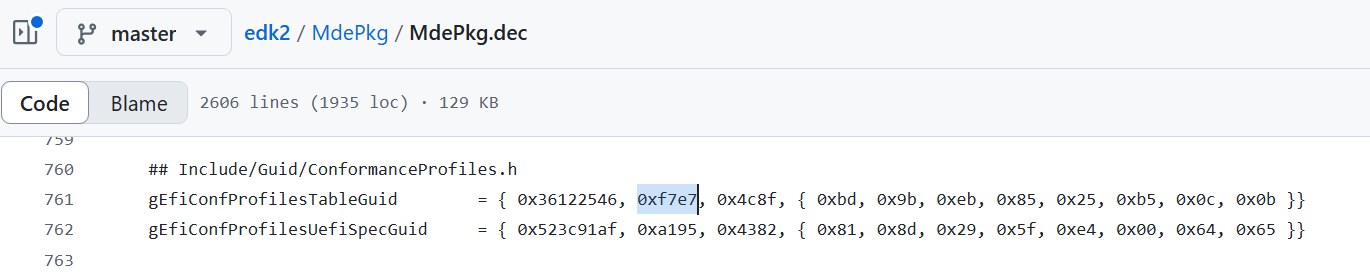 master edk2 / MdePkg / MdePkg.dec
Code Blame 2606 lines (1935 loc) · 129 KB
759
760 ## Include/Guid/ConformanceProfiles.h
761 gEfiConfProfilesTableGuid = { 0x36122546, 0xf7e7, 0x4c8f, { 0xbd, 0x9b, 0xeb, 0x85, 0x25, 0xb5, 0x0c, 0x0b }}
762 gEfiConfProfilesUefiSpecGuid = { 0x523c91af, 0xa195, 0x4382, { 0x81, 0x8d, 0x29, 0x5f, 0xe4, 0x00, 0x64, 0x65 }}
763